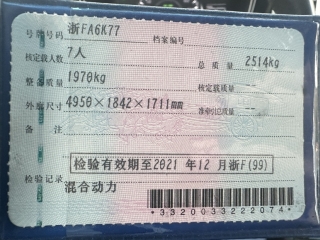 号牌号码 浙FA6K77 档案编号
核定载人数 7人 总质量 2514kg
整备质量 1970kg 核定载质量 --
外廓尺寸 4950×1842×1711mm 准牵引总质量 --
备注
检验有效期至2021 年 12 月浙F(99)
检验记录
混合动力
*3320033222074*